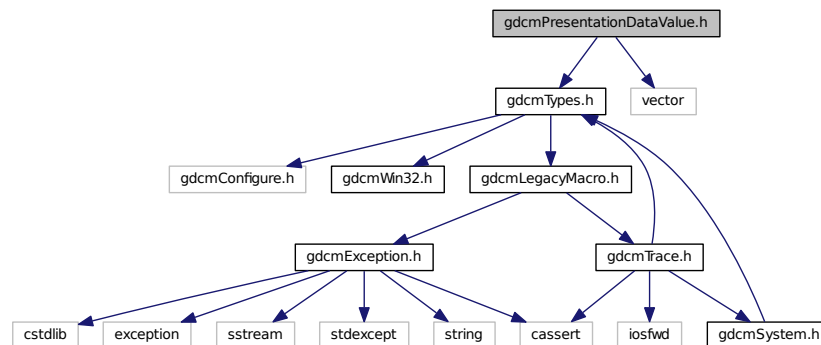 gdcmPresentationDataValue.h
gdcmTypes.h
vector
gdcmConfigure.h
gdcmWin32.h
gdcmLegacyMacro.h
gdcmException.h
gdcmTrace.h
cstdlib
exception
sstream
stdexcept
string
cassert
iosfwd
gdcmSystem.h